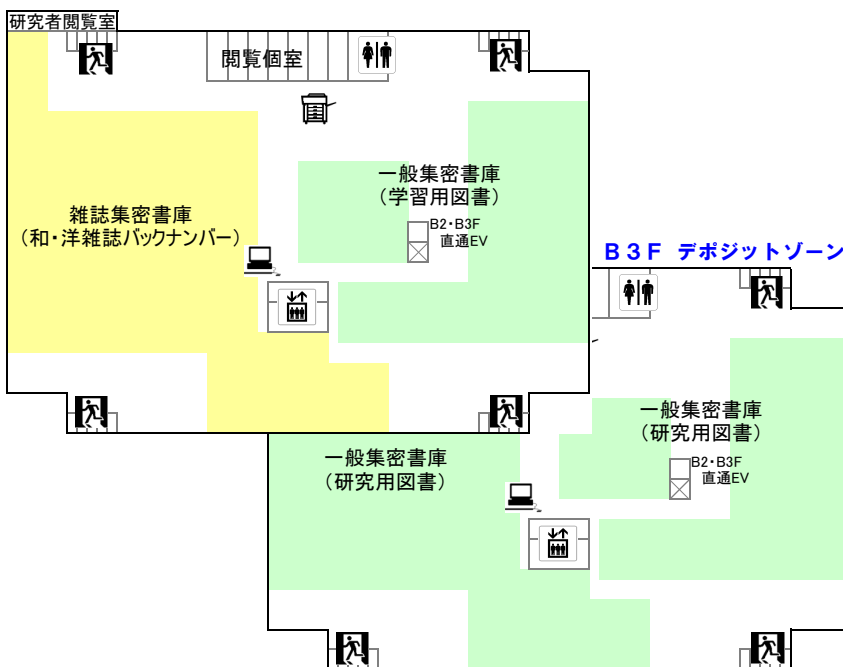 研究者閲覧室
閲覧個室
一般集密書庫
（学習用図書）
雑誌集密書庫
（和・洋雑誌バックナンバー）
B2・B3F
直通EV
B３F デポジットゾーン
一般集密書庫
（研究用図書）
B2・B3F
直通EV
一般集密書庫
（研究用図書）